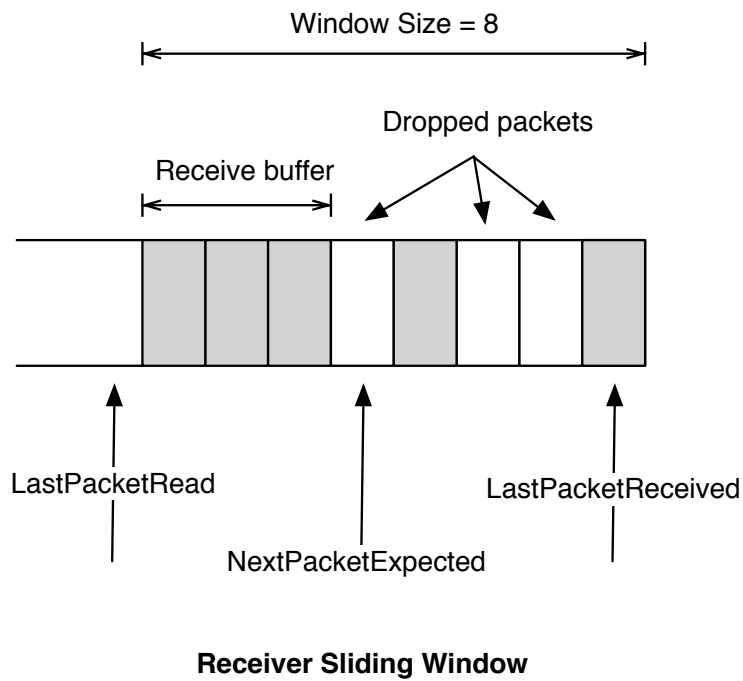 Window Size = 8
Dropped packets
Receive buffer
LastPacketRead
LastPacketReceived
NextPacketExpected
Receiver Sliding Window